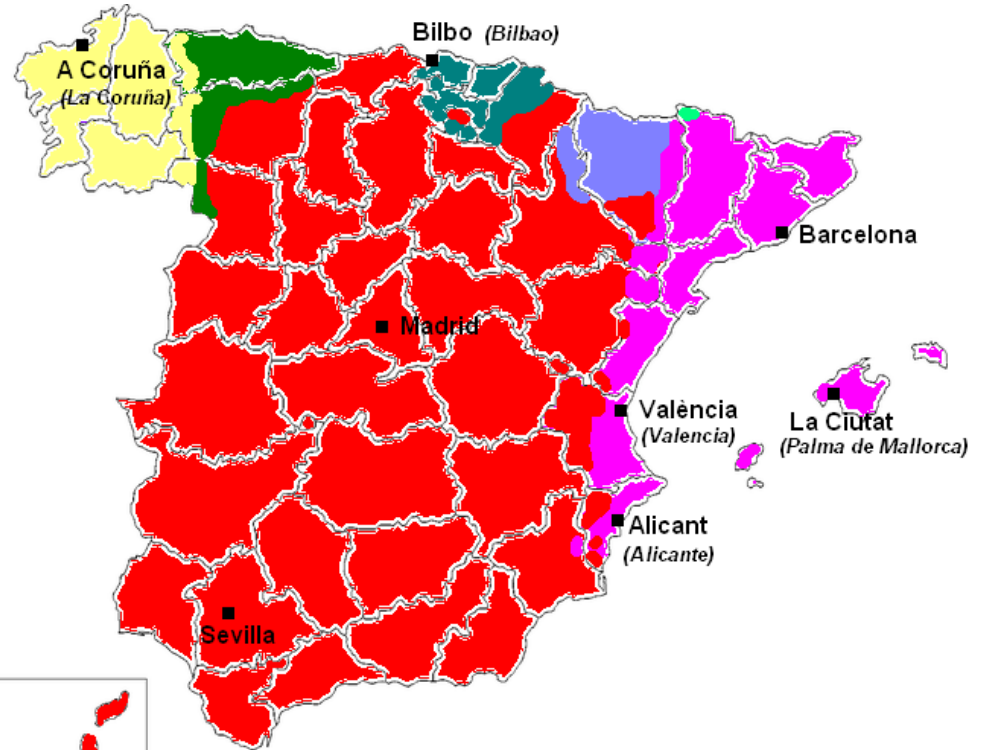 Bilbo (Bilbao)
A Coruña
(La Coruña)
Barcelona
Madrid
València
(Valencia)
La Ciutat
(Palma de Mallorca)
Alicant
(Alicante)
Sevilla